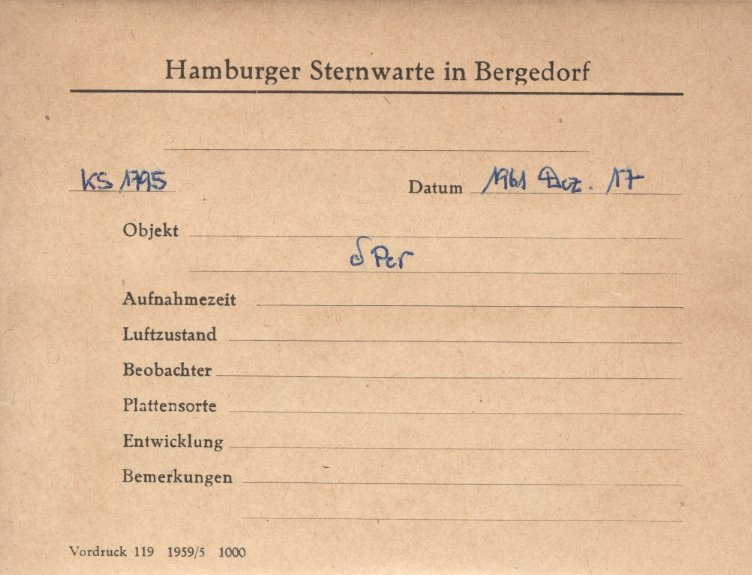 Hamburger Sternwarte in Bergedorf
KS 1795 Datum 1961 Dez. 17
Objekt
δ Per
Aufnahmezeit
Luftzustand
Beobachter
Plattensorte
Entwicklung
Bemerkungen
Vordruck 119 1959/5 1000